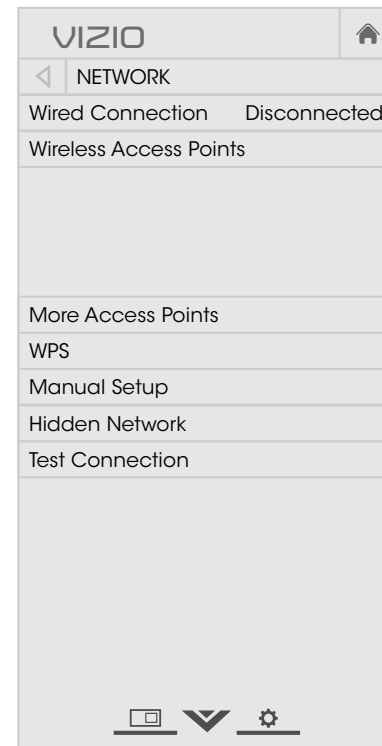 VIZIO
NETWORK
Wired Connection Disconnected
Wireless Access Points
More Access Points
WPS
Manual Setup
Hidden Network
Test Connection